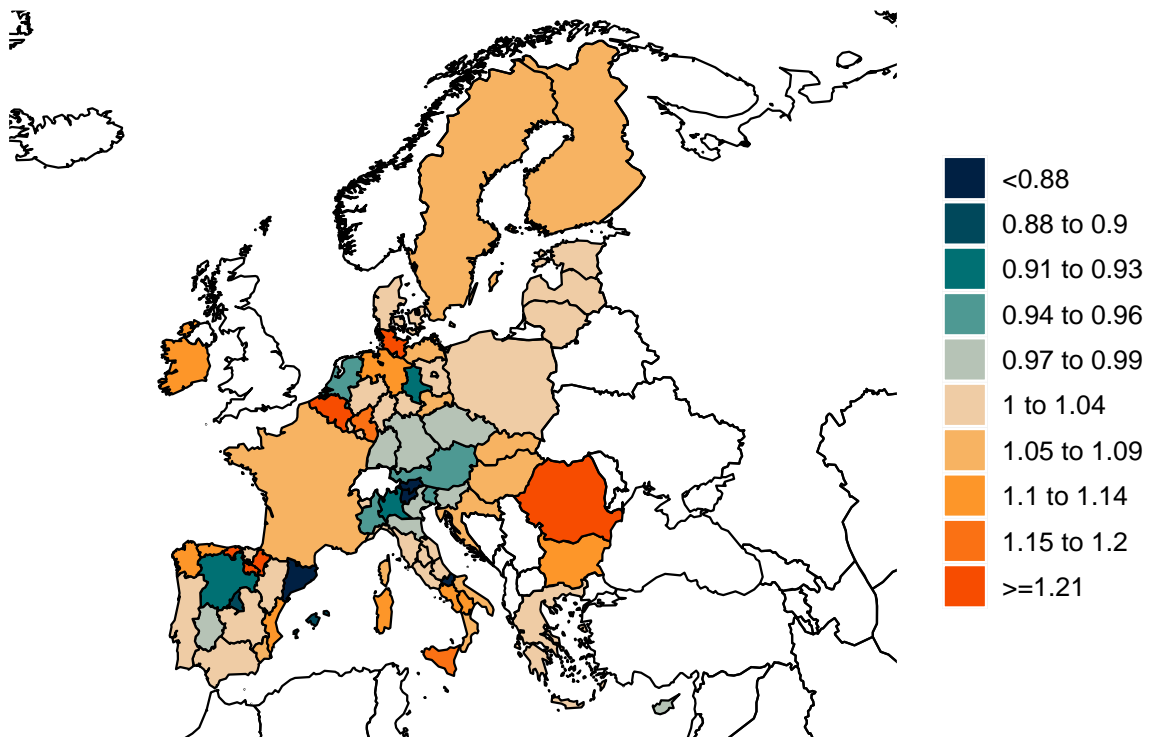 <0.88
0.88 to 0.9
0.91 to 0.93
0.94 to 0.96
0.97 to 0.99
1 to 1.04
1.05 to 1.09
1.1 to 1.14
1.15 to 1.2
>=1.21